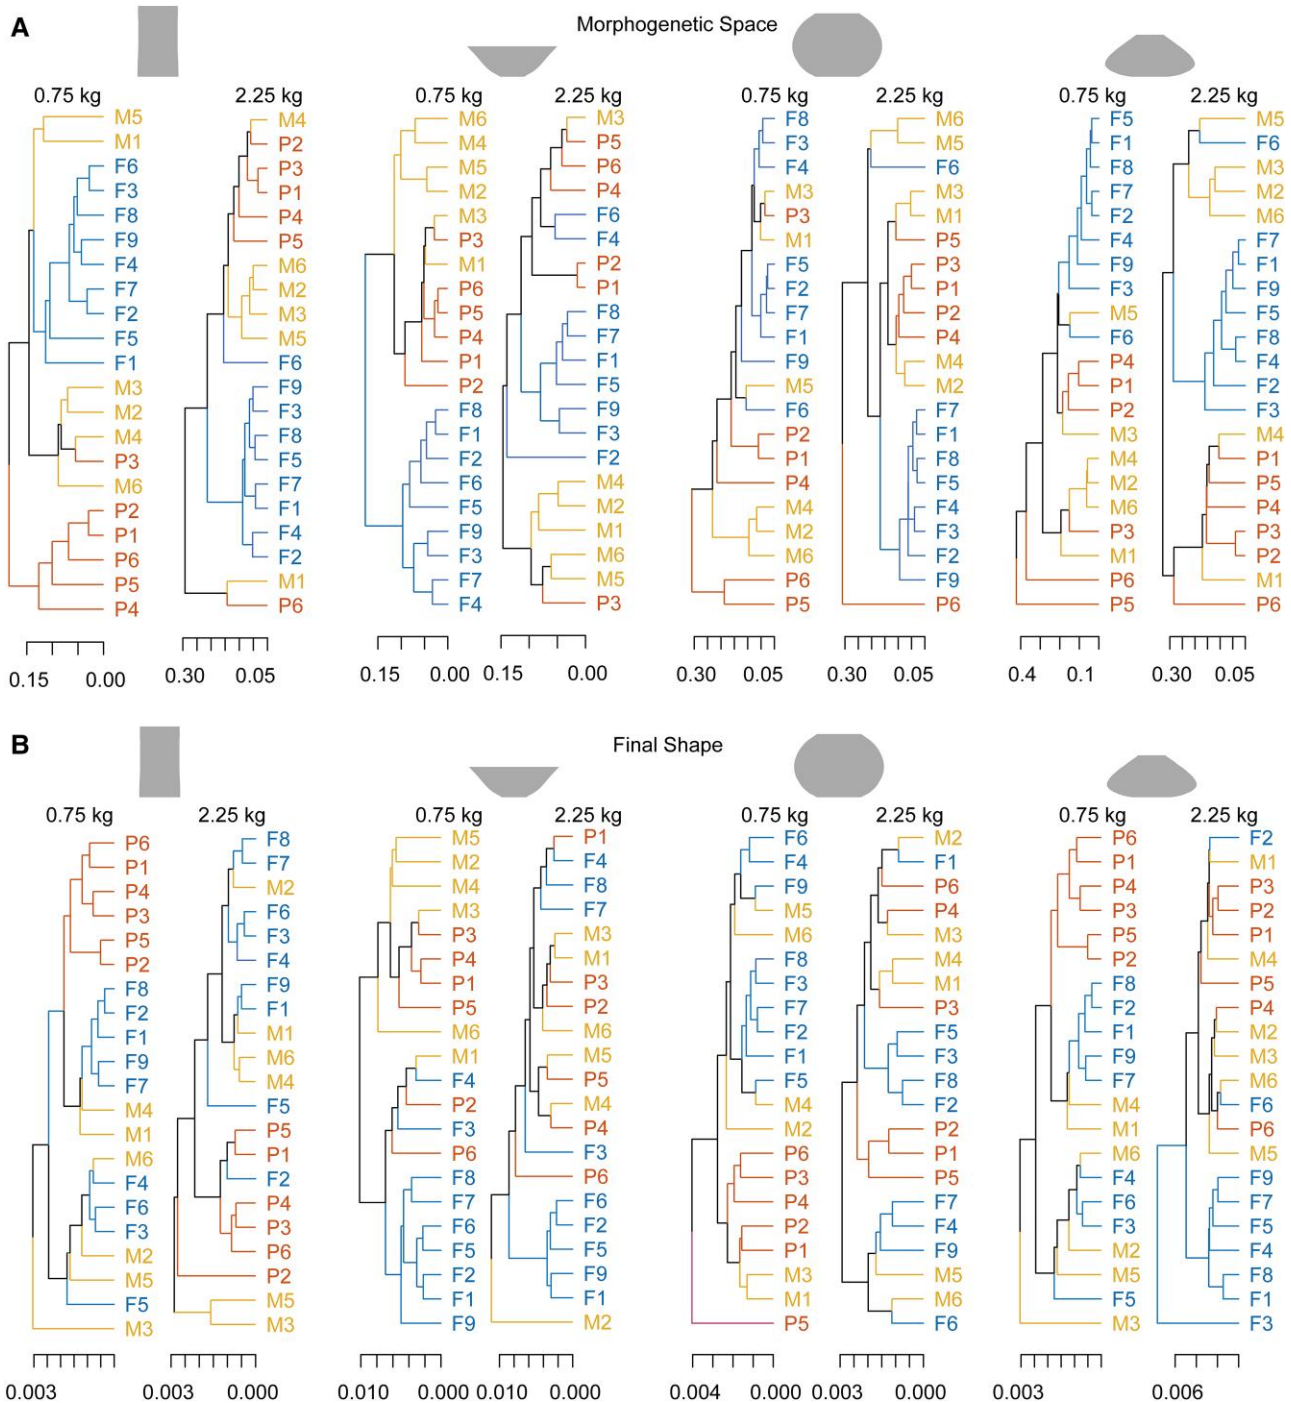 A
Morphogenetic Space
0.75 kg
M5
M1
F6
F3
F8
F9
F4
F7
F2
F5
F1
M3
M2
M4
P3
M6
P2
P1
P6
P5
P4
0.15 0.00
2.25 kg
M4
P2
P3
P1
P4
P5
M6
M2
M3
M5
F6
F9
F3
F8
F5
F7
F1
F4
F2
M1
P6
0.30 0.05
0.75 kg
M6
M4
M5
M2
M3
P3
M1
P6
P5
P4
P1
P2
F8
F1
F2
F6
F5
F9
F3
F7
F4
0.15 0.00
2.25 kg
M3
P5
P6
P4
F6
F4
P2
P1
F8
F7
F1
F5
F9
F3
F2
M4
M2
M1
M6
M5
P3
0.15 0.00
0.75 kg
F8
F3
F4
M3
P3
M1
F5
F2
F7
F1
F9
M5
F6
P2
P1
P4
M4
M2
M6
P6
P5
0.30 0.05
2.25 kg
M6
M5
F6
M3
M1
P5
P3
P1
P2
P4
M4
M2
F7
F1
F8
F5
F4
F3
F2
F9
P6
0.30 0.05
0.75 kg
F5
F1
F8
F7
F2
F4
F9
F3
M5
F6
P4
P1
P2
M3
M4
M2
M6
P3
M1
P6
P5
0.4 0.1
2.25 kg
M5
F6
M3
M2
M6
F7
F1
F9
F5
F8
F4
F2
F3
M4
P1
P5
P4
P3
P2
M1
P6
0.30 0.05
B
Final Shape
0.75 kg
P6
P1
P4
P3
P5
P2
F8
F2
F1
F9
F7
M4
M1
M6
F4
F6
F3
M2
M5
F5
M3
0.003
2.25 kg
F8
F7
M2
F6
F3
F4
F9
F1
M1
M6
M4
F5
P5
P1
F2
P4
P3
P6
P2
M5
M3
0.003 0.000
0.75 kg
M5
M2
M4
M3
P3
P4
P1
P5
M6
M1
F4
P2
F3
P6
F8
F7
F6
F5
F2
F1
F9
0.010 0.000
2.25 kg
P1
F4
F8
F7
M3
M1
P3
P2
M6
M5
P5
M4
P4
F3
P6
F6
F2
F5
F9
F1
M2
0.010 0.000
0.75 kg
F6
F4
F9
M5
M6
F8
F3
F7
F2
F1
F5
M4
M2
P6
P3
P4
P2
P1
M3
M1
P5
0.004 0.000
2.25 kg
M2
F1
P6
P4
M3
M4
M1
P3
F5
F3
F8
F2
P2
P1
P5
F7
F4
F9
M5
M6
F6
0.003 0.000
0.75 kg
P6
P1
P4
P3
P5
P2
F8
F2
F1
F9
F7
M4
M1
M6
F4
F6
F3
M2
M5
F5
M3
0.003
2.25 kg
F2
M1
P3
P2
P1
M4
P5
P4
M2
M3
M6
F6
P6
M5
F9
F7
F5
F4
F8
F1
F3
0.006